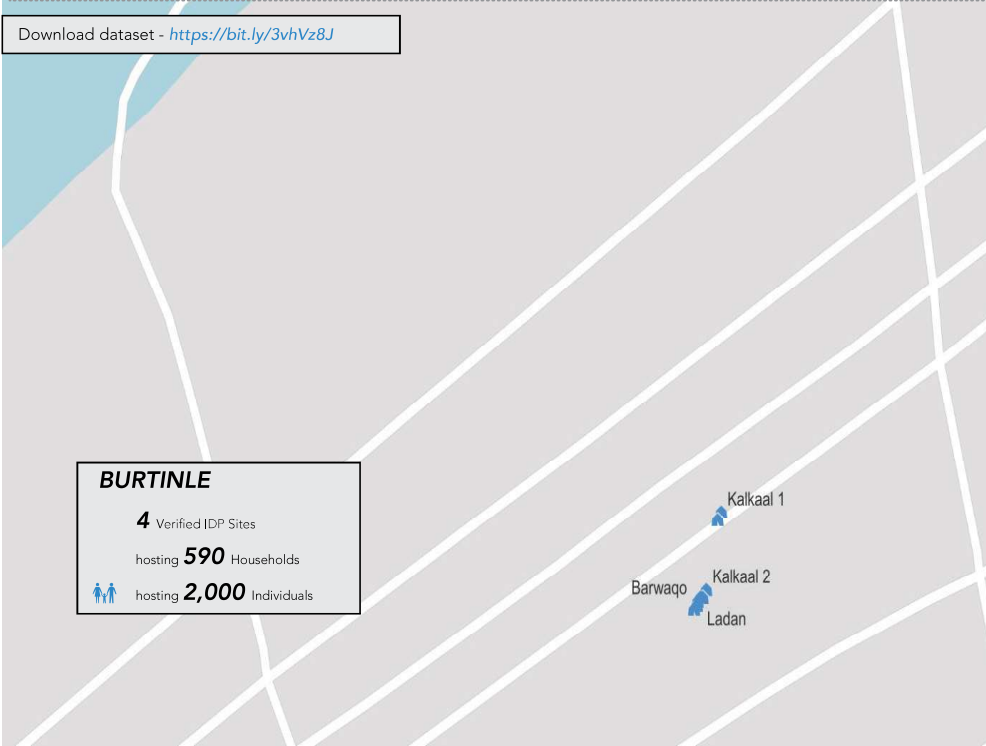 Download dataset - https://bit.ly/3vhVz8J
BURTINLE
4 Verified IDP Sites
hosting 590 Households
hosting 2,000 Individuals
Kalkaal 1
Kalkaal 2
Barwaqo
Ladan